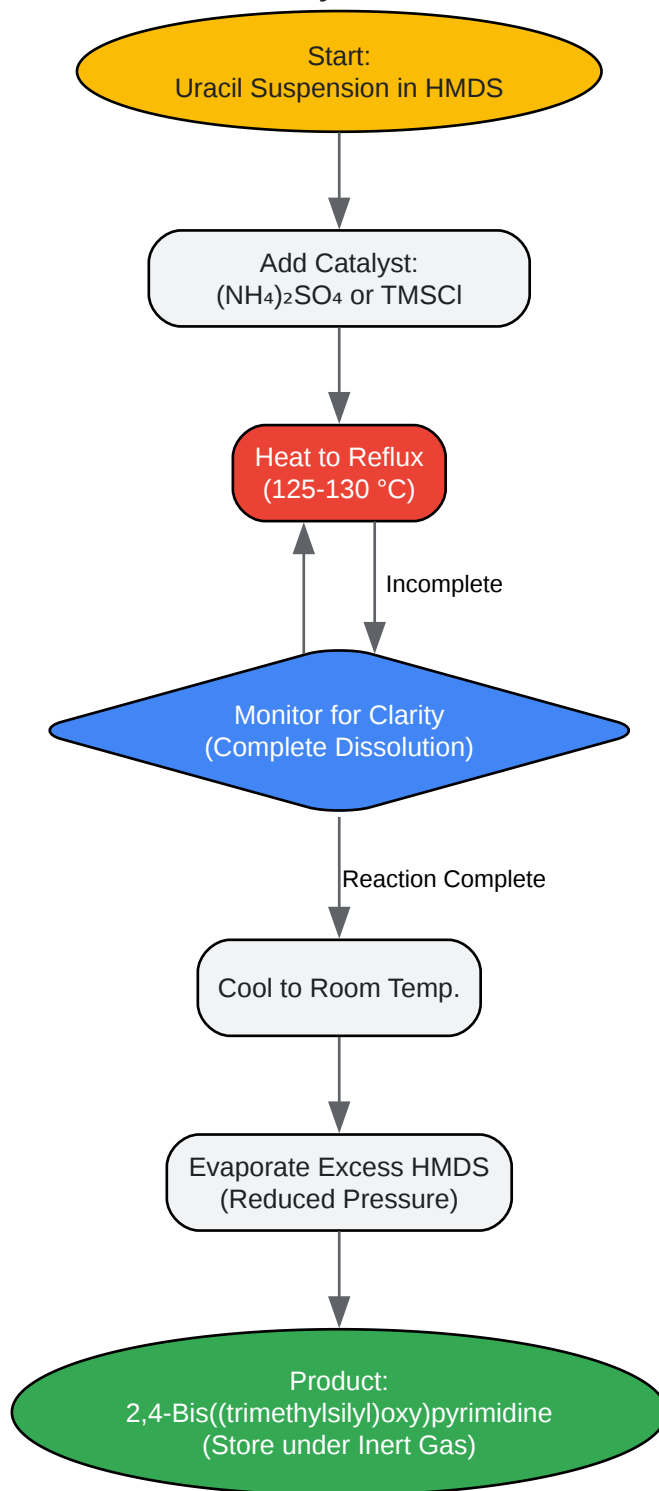 Start:
Uracil Suspension in HMDS
Add Catalyst:
(NH₄)₂SO₄ or TMSCl
Heat to Reflux
(125-130 °C)
Incomplete
Monitor for Clarity
(Complete Dissolution)
Reaction Complete
Cool to Room Temp.
Evaporate Excess HMDS
(Reduced Pressure)
Product:
2,4-Bis((trimethylsilyl)oxy)pyrimidine
(Store under Inert Gas)